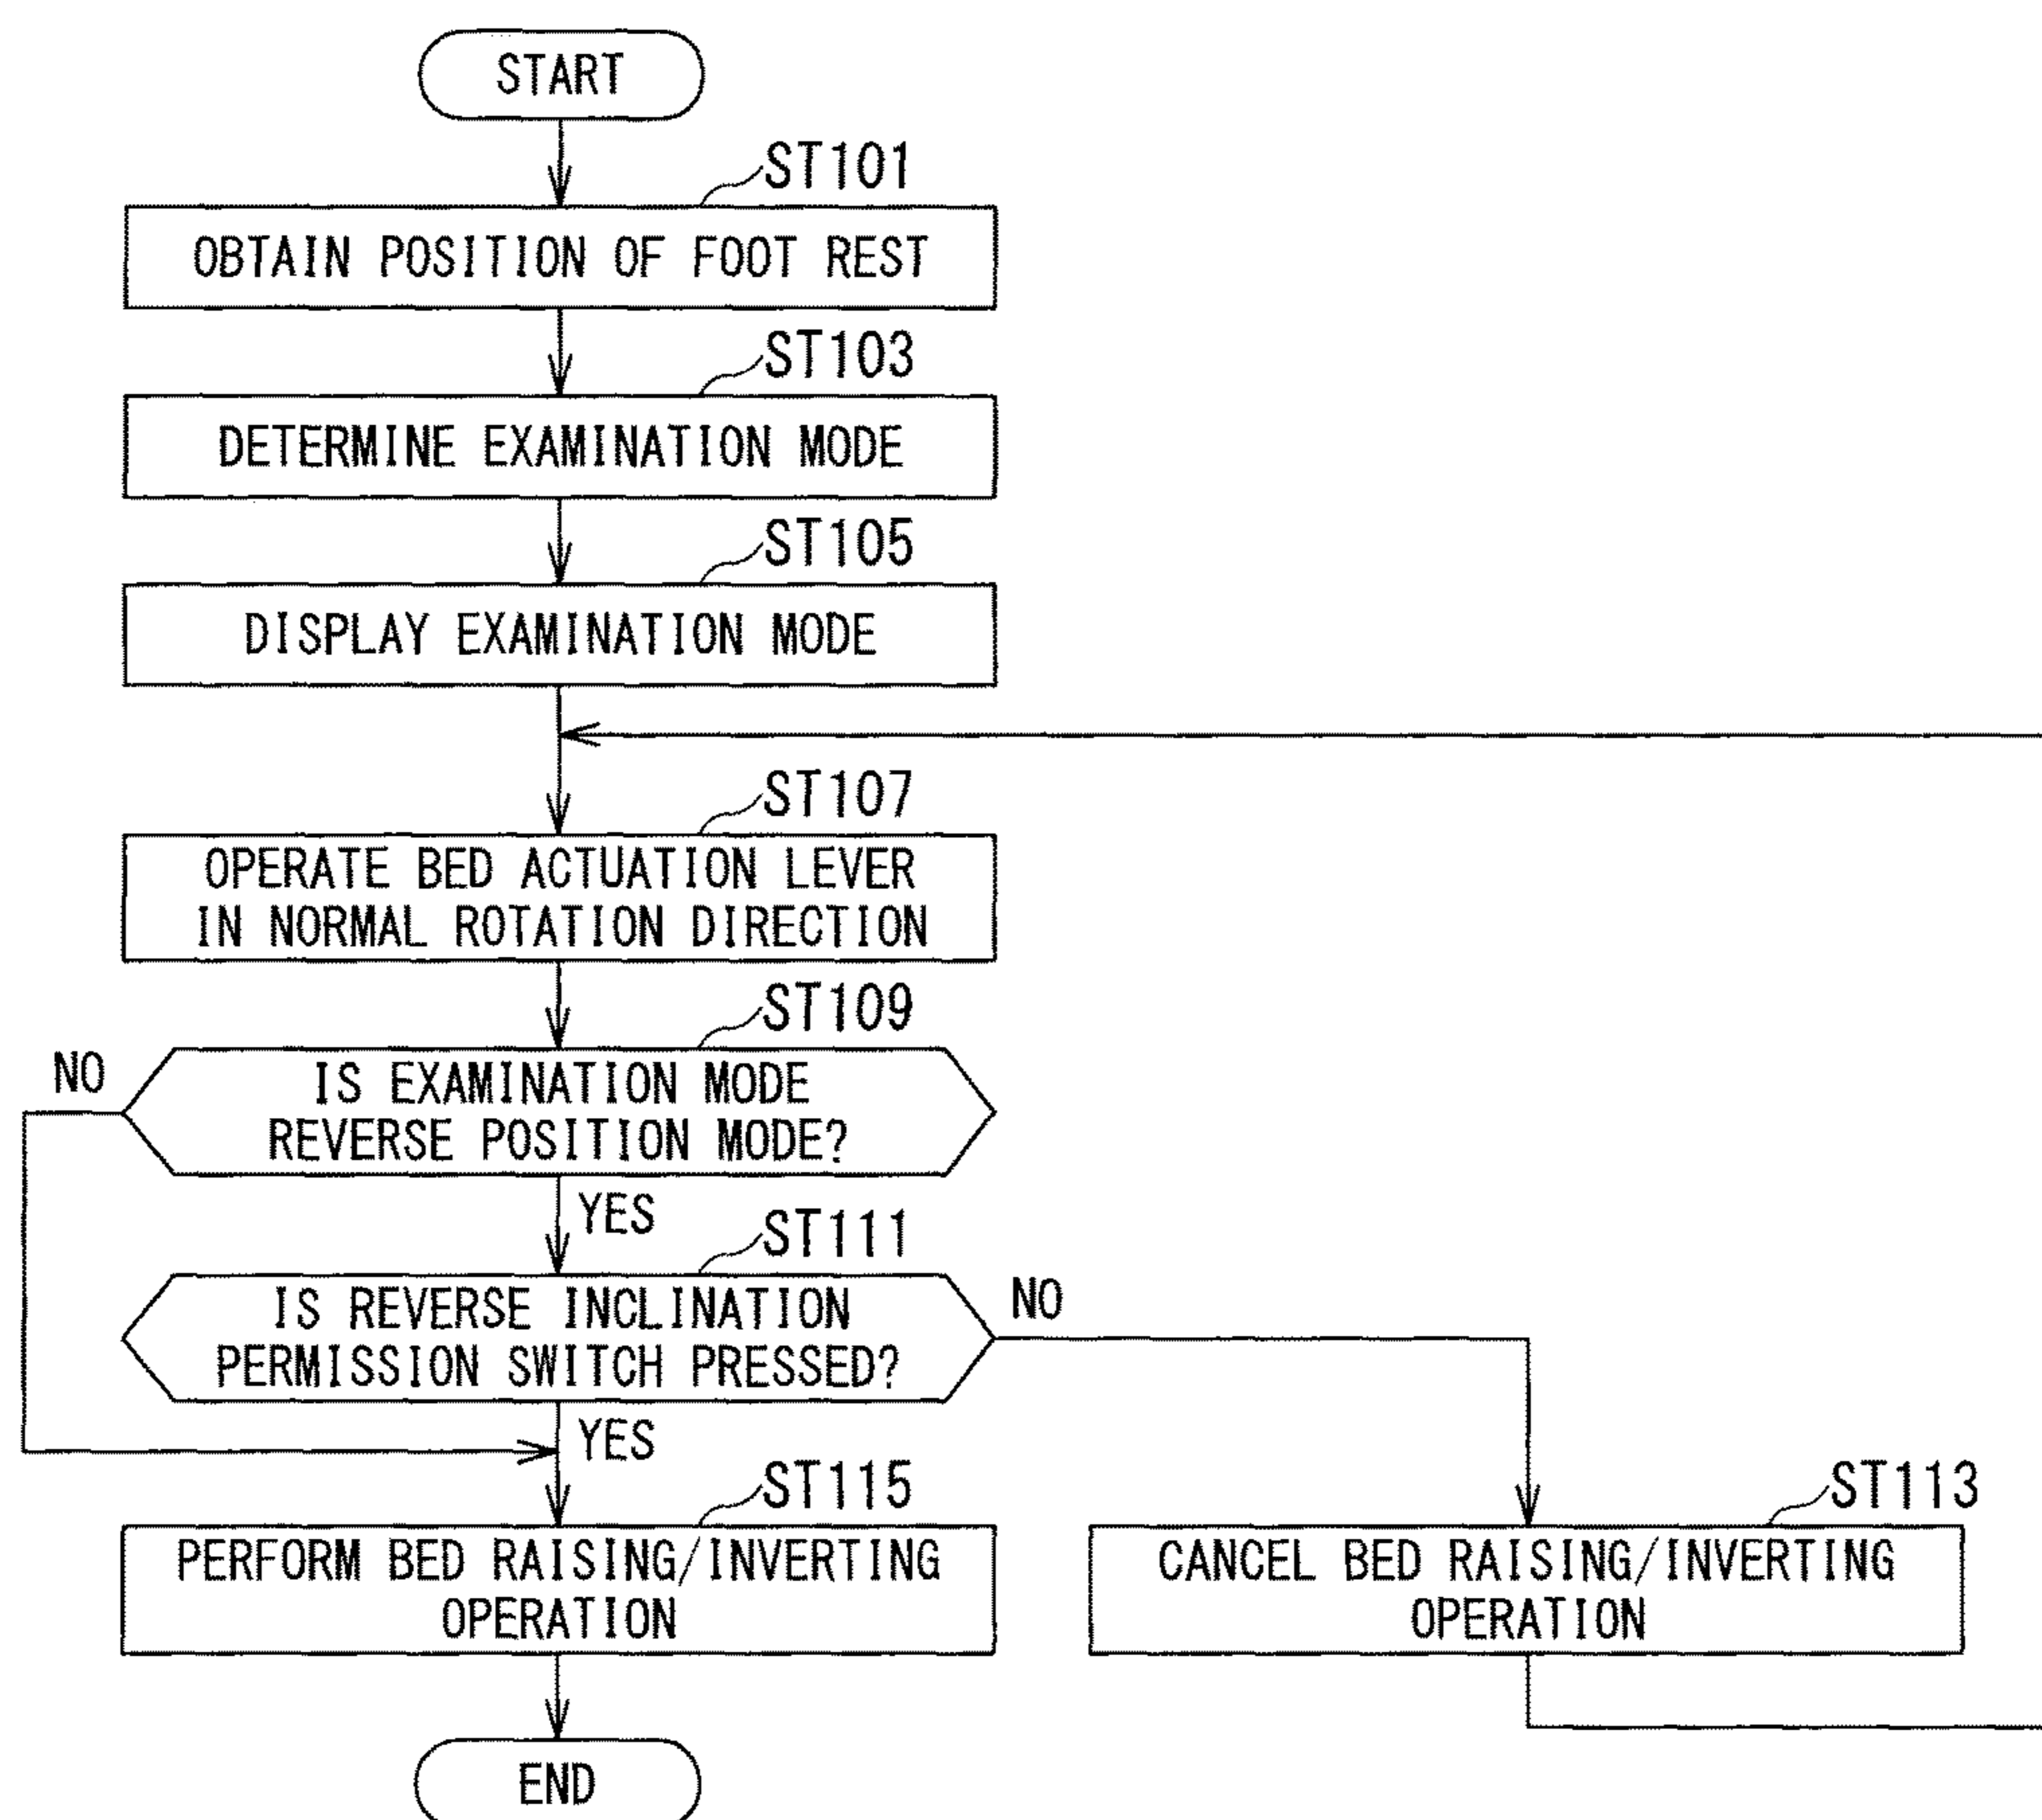 START
ST101
OBTAIN POSITION OF FOOT REST
ST103
DETERMINE EXAMINATION MODE
ST105
DISPLAY EXAMINATION MODE
ST107
OPERATE BED ACTUATION LEVER
IN NORMAL ROTATION DIRECTION
ST109
NO
IS EXAMINATION MODE
REVERSE POSITION MODE?
YES
ST111
IS REVERSE INCLINATION
PERMISSION SWITCH PRESSED?
NO
YES
ST115
PERFORM BED RAISING/INVERTING
OPERATION
ST113
CANCEL BED RAISING/INVERTING
OPERATION
END